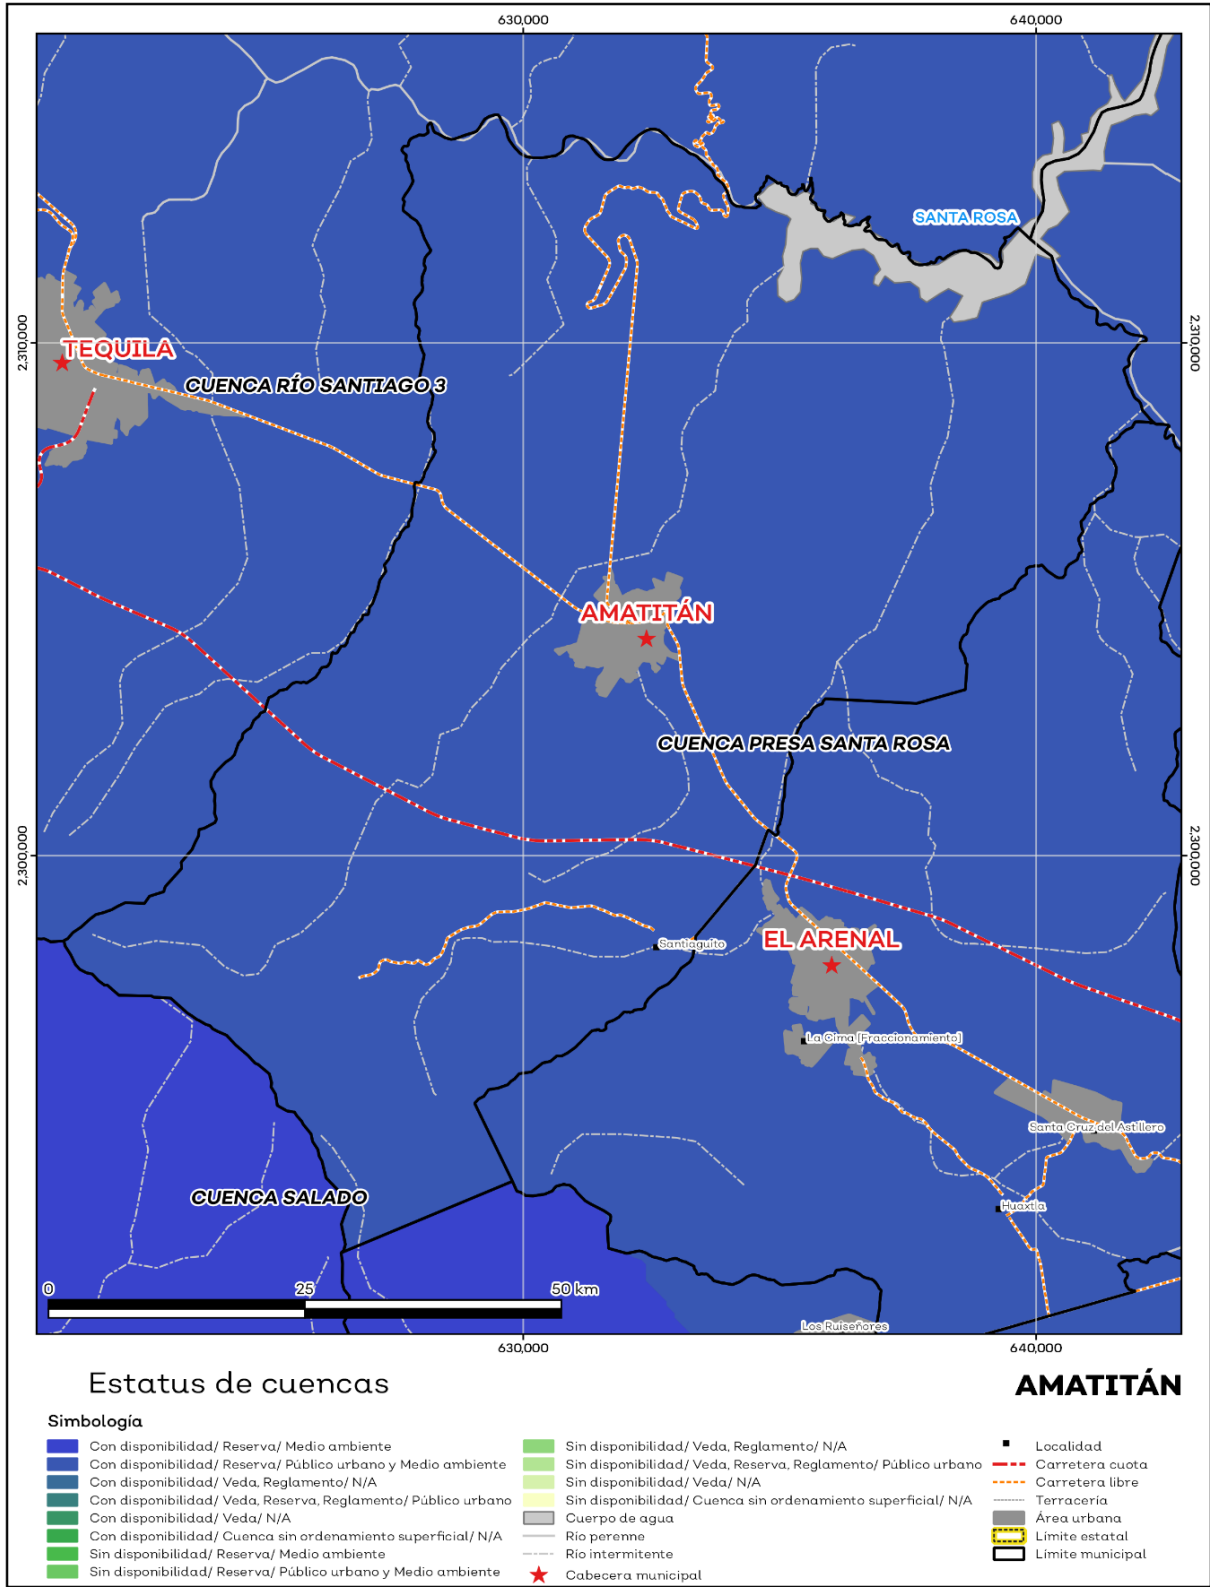 630,000
640,000
SANTA ROSA
2,310,000
2,310,000
TEQUILA
CUENCA RÍO SANTIAGO 3
AMATITÁN
CUENCA PRESA SANTA ROSA
2,300,000
2,300,000
Santiaguito
EL ARENAL
La Cima [Fraccionamiento]
Santa Cruz del Astillero
CUENCA SALADO
Huaxtla
0
25
50 km
Los Ruiseñores
630,000
640,000
Estatus de cuencas
AMATITÁN
Simbología
Con disponibilidad/ Reserva/ Medio ambiente
Con disponibilidad/ Reserva/ Público urbano y Medio ambiente
Con disponibilidad/ Veda, Reglamento/ N/A
Con disponibilidad/ Veda, Reserva, Reglamento/ Público urbano
Con disponibilidad/ Veda/ N/A
Con disponibilidad/ Cuenca sin ordenamiento superficial/ N/A
Sin disponibilidad/ Reserva/ Medio ambiente
Sin disponibilidad/ Reserva/ Público urbano y Medio ambiente
Sin disponibilidad/ Veda, Reglamento/ N/A
Sin disponibilidad/ Veda, Reserva, Reglamento/ Público urbano
Sin disponibilidad/ Veda/ N/A
Sin disponibilidad/ Cuenca sin ordenamiento superficial/ N/A
Cuerpo de agua
Río perenne
Río intermitente
Cabecera municipal
Localidad
Carretera cuota
Carretera libre
Terracería
Área urbana
Límite estatal
Límite municipal